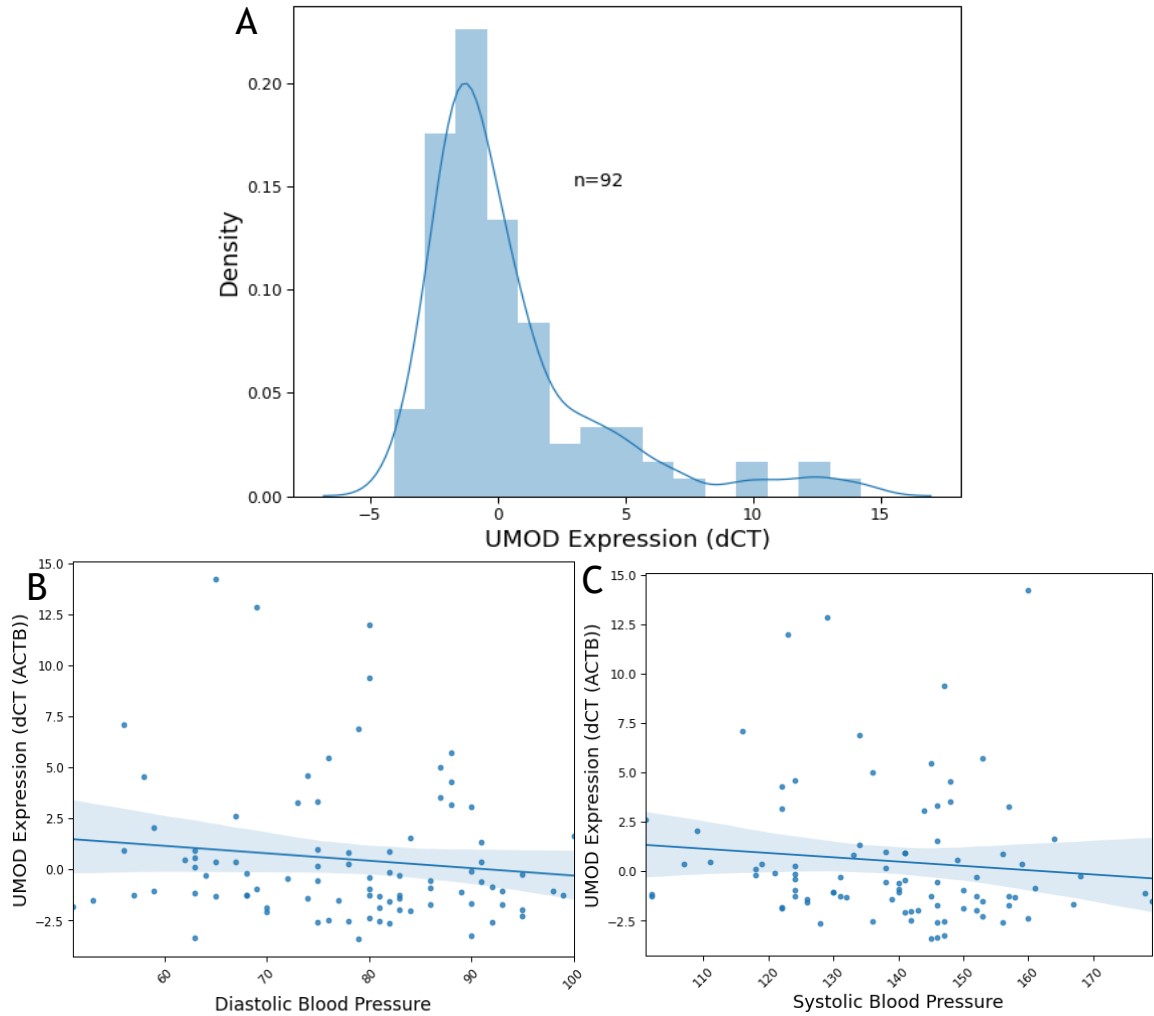 A
0.20
0.15
0.10
0.05
0.00
Density
n=92
−5 0 5 10 15
UMOD Expression (dCT)
B
15.0
12.5
10.0
7.5
5.0
2.5
0.0
−2.5
UMOD Expression (dCT (ACTB))
60 70 80 90 100
Diastolic Blood Pressure
C
15.0
12.5
10.0
7.5
5.0
2.5
0.0
−2.5
UMOD Expression (dCT (ACTB))
110 120 130 140 150 160 170
Systolic Blood Pressure